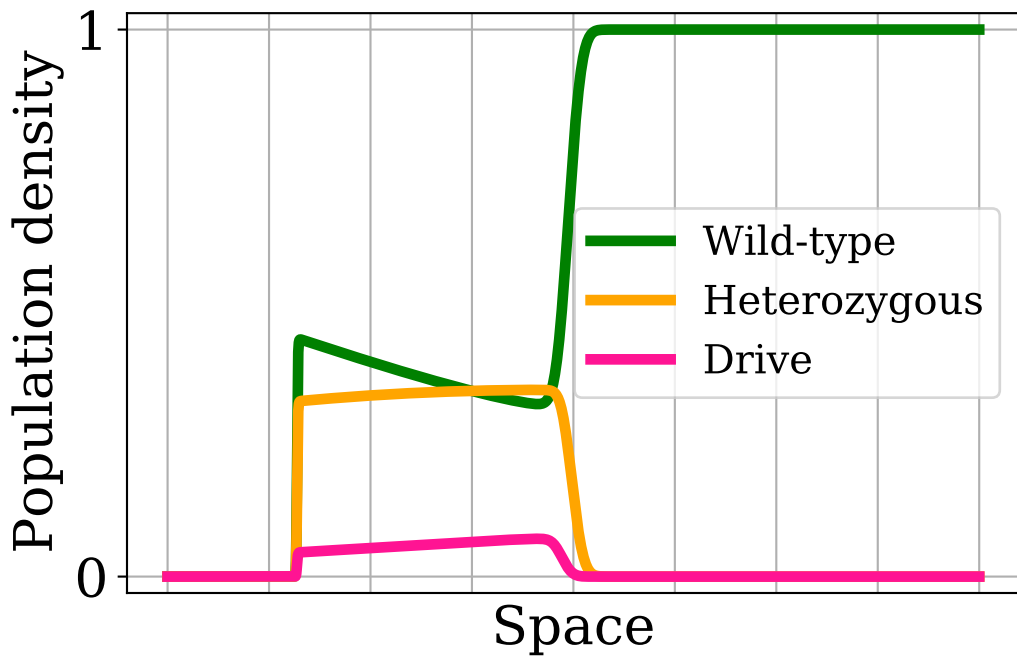 Population density
1
0
Wild-type
Heterozygous
Drive
Space